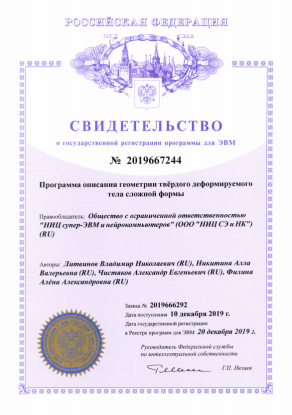 РОССИЙСКАЯ ФЕДЕРАЦИЯ
СВИДЕТЕЛЬСТВО
о государственной регистрации программы для ЭВМ
№ 2019667244
Программа описания геометрии твёрдого деформируемого
тела сложной формы
Правообладатель: Общество с ограниченной ответственностью
"НИЦ супер-ЭВМ и нейрокомпьютеров" (ООО "НИЦ СЭ и НК")
(RU)
Авторы: Литвинов Владимир Николаевич (RU), Никитина Алла
Валерьевна (RU), Чистяков Александр Евгеньевич (RU), Филина
Алёна Александровна (RU)
Заявка № 2019666292
Дата поступления 10 декабря 2019 г.
Дата государственной регистрации
в Реестре программ для ЭВМ 20 декабря 2019 г.
Руководитель Федеральной службы
по интеллектуальной собственности
Г.П. Ивлиев